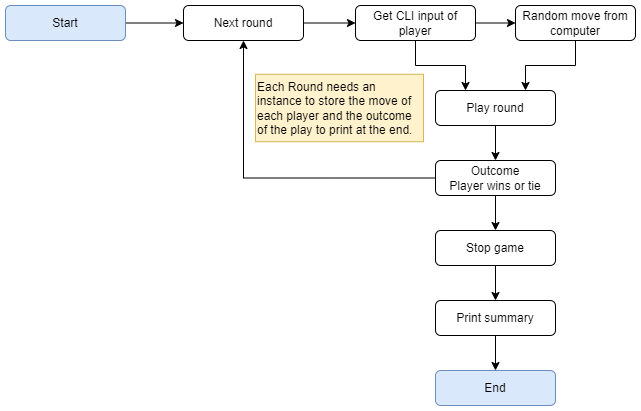 Start
Next round
Get CLI input of
player
Random move from
computer
Each Round needs an
instance to store the move of
each player and the outcome
of the play to print at the end.
Play round
Outcome
Player wins or tie
Stop game
Print summary
End